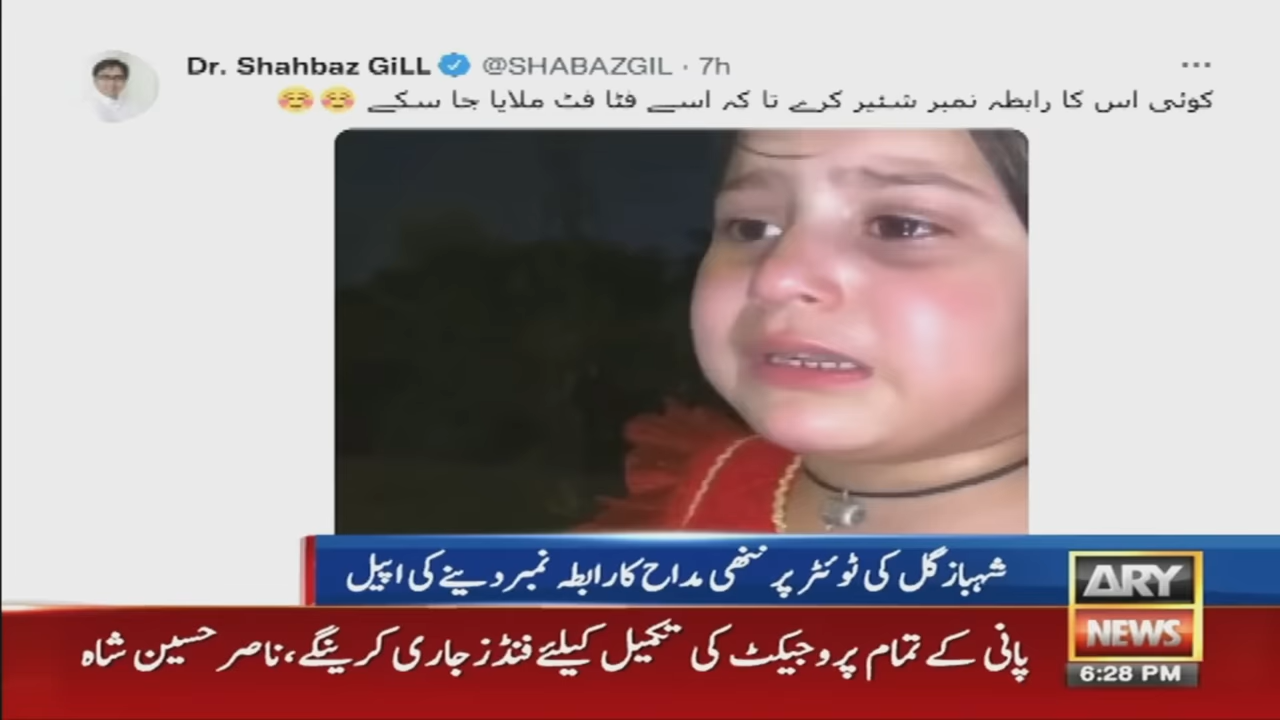 Dr. Shahbaz GiLL @SHABAZGIL · 7h ...
کوئی اس کا رابطہ نمبر شئیر کرے تا کہ اسے فٹا فٹ ملایا جا سکے ☺️☺️
شہباز گل کی ٹوئٹر پر ننھی مداح کا رابطہ نمبر دینے کی اپیل
ARY
NEWS
پانی کے تمام پروجیکٹ کی تکمیل کیلئے فنڈز جاری کرینگے، ناصر حسین شاہ
6:28 PM